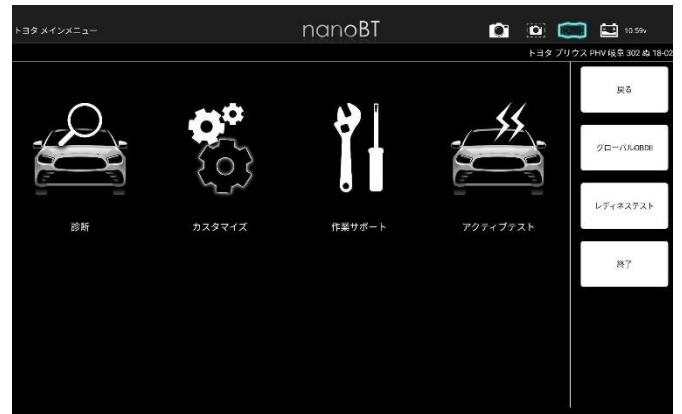 トヨタ メインメニュー
nanoBT
10.59v
トヨタ プリウス PHV 岐阜 302 ぬ 18-02
戻る
グローバルOBDII
レディネステスト
終了
診断
カスタマイズ
作業サポート
アクティブテスト